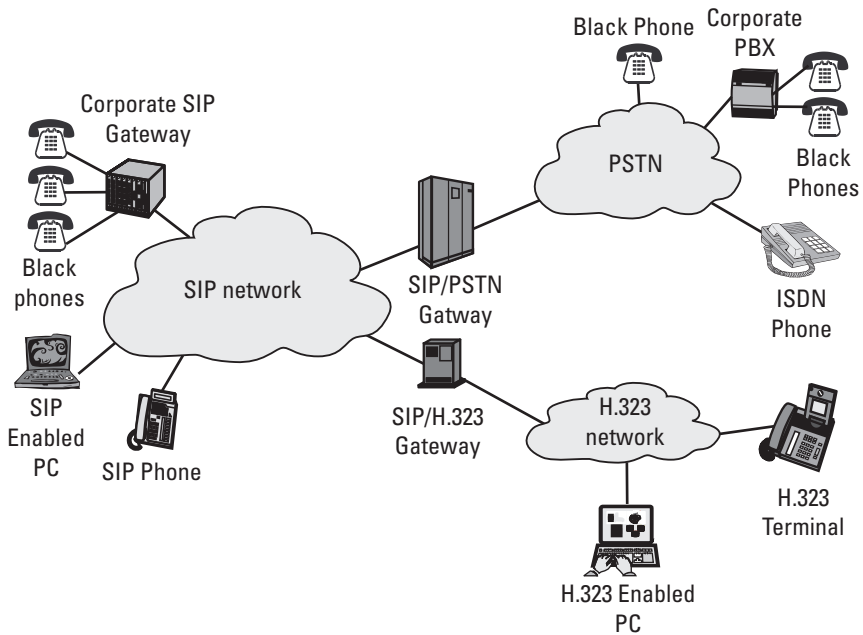 Black Phone
Corporate
PBX
Corporate SIP
Gateway
PSTN
Black
Phones
Black
phones
SIP network
SIP/PSTN
Gatway
ISDN
Phone
SIP
Enabled
PC
SIP Phone
SIP/H.323
Gateway
H.323
network
H.323
Terminal
H.323 Enabled
PC